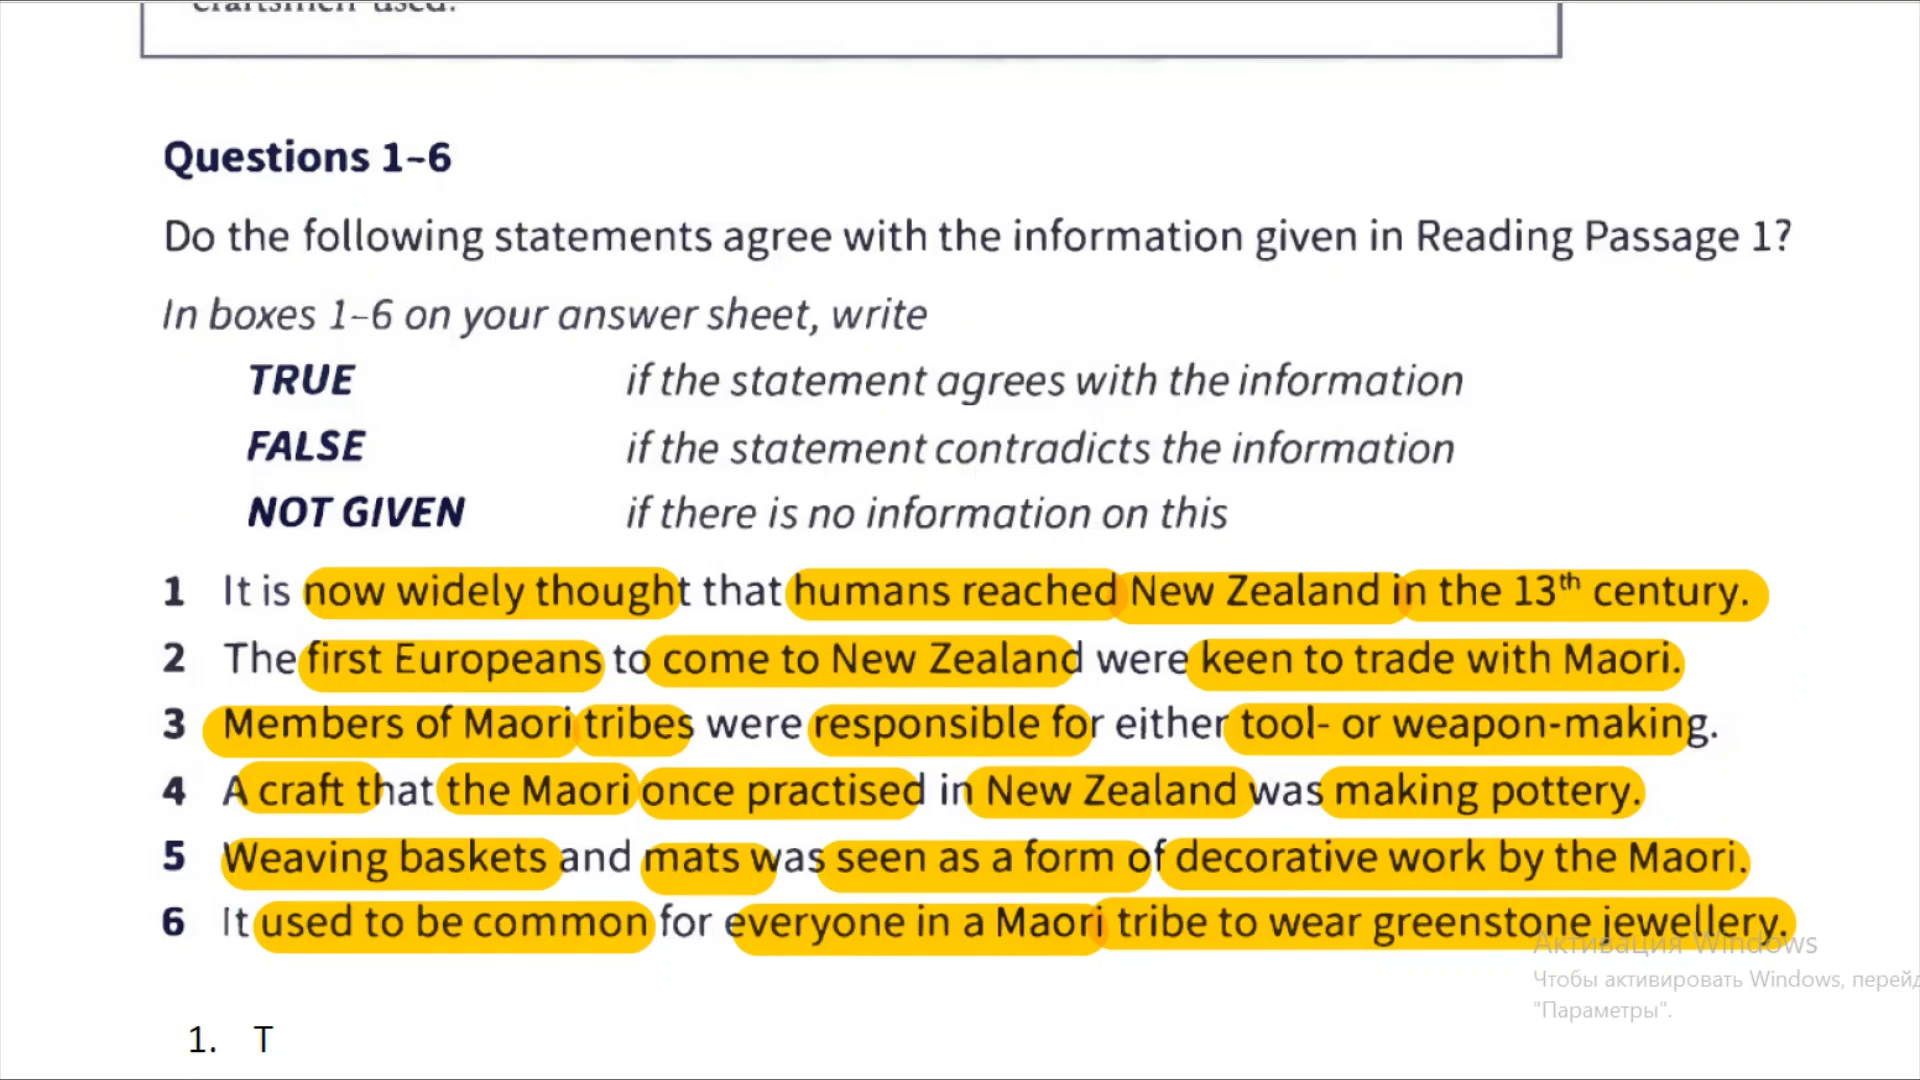 craftsmen used.
Questions 1–6
Do the following statements agree with the information given in Reading Passage 1?
In boxes 1–6 on your answer sheet, write
TRUE if the statement agrees with the information
FALSE if the statement contradicts the information
NOT GIVEN if there is no information on this
1 It is now widely thought that humans reached New Zealand in the 13th century.
2 The first Europeans to come to New Zealand were keen to trade with Maori.
3 Members of Maori tribes were responsible for either tool- or weapon-making.
4 A craft that the Maori once practised in New Zealand was making pottery.
5 Weaving baskets and mats was seen as a form of decorative work by the Maori.
6 It used to be common for everyone in a Maori tribe to wear greenstone jewellery.
Активация Windows
Чтобы активировать Windows, перейд
"Параметры".
1. T